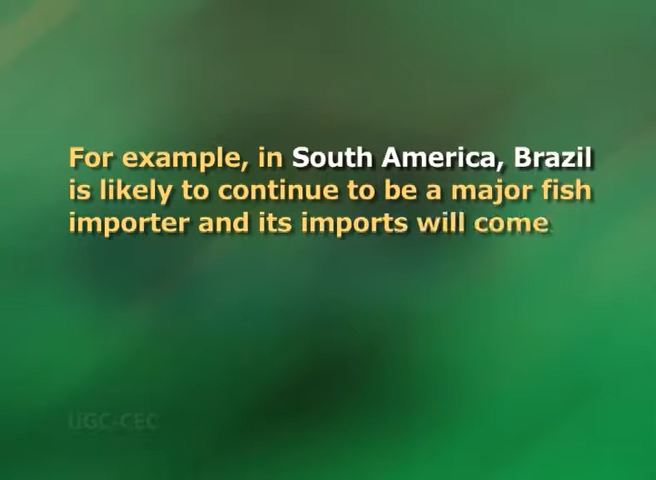 For example, in South America, Brazil
is likely to continue to be a major fish
importer and its imports will come
UGC-CEC